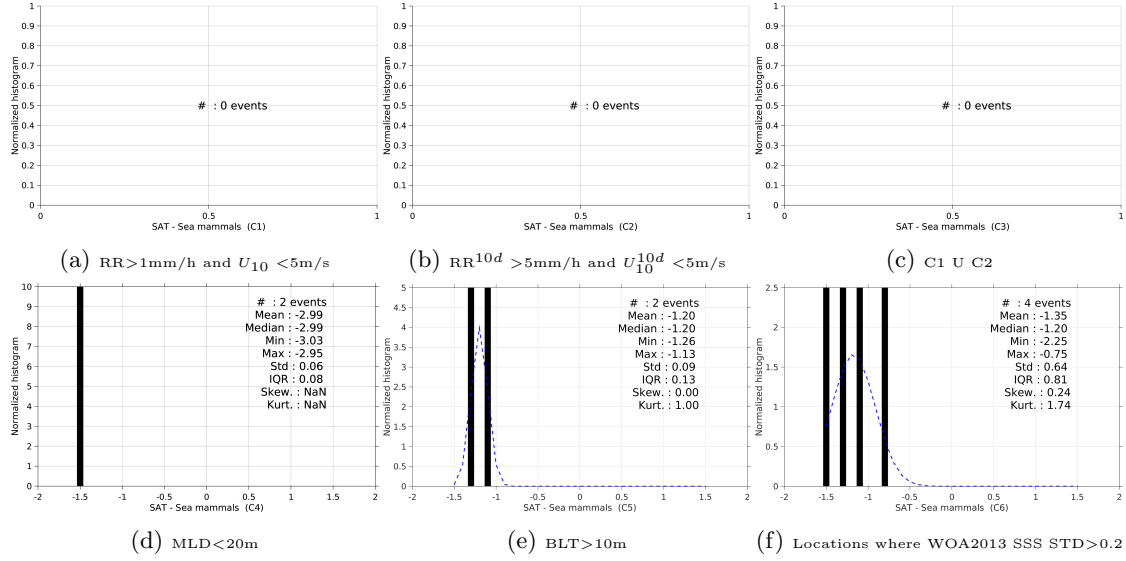 1
0.9
0.8
0.7
0.6
0.5
0.4
0.3
0.2
0.1
0
Normalized histogram
# : 0 events
0 0.5 1
SAT - Sea mammals (C1)
(a) RR>1mm/h and U10 <5m/s
1
0.9
0.8
0.7
0.6
0.5
0.4
0.3
0.2
0.1
0
Normalized histogram
# : 0 events
0 0.5 1
SAT - Sea mammals (C2)
(b) RR10d >5mm/h and U10d10 <5m/s
1
0.9
0.8
0.7
0.6
0.5
0.4
0.3
0.2
0.1
0
Normalized histogram
# : 0 events
0 0.5 1
SAT - Sea mammals (C3)
(c) C1 U C2
10
9
8
7
6
5
4
3
2
1
0
Normalized histogram
# : 2 events
Mean : -2.99
Median : -2.99
Min : -3.03
Max : -2.95
Std : 0.06
IQR : 0.08
Skew. : NaN
Kurt. : NaN
-2 -1.5 -1 -0.5 0 0.5 1 1.5 2
SAT - Sea mammals (C4)
(d) MLD<20m
5
4.5
4
3.5
3
2.5
2
1.5
1
0.5
0
Normalized histogram
# : 2 events
Mean : -1.20
Median : -1.20
Min : -1.26
Max : -1.13
Std : 0.09
IQR : 0.13
Skew. : 0.00
Kurt. : 1.00
-2 -1.5 -1 -0.5 0 0.5 1 1.5 2
SAT - Sea mammals (C5)
(e) BLT>10m
2.5
2
1.5
1
0.5
0
Normalized histogram
# : 4 events
Mean : -1.35
Median : -1.20
Min : -2.25
Max : -0.75
Std : 0.64
IQR : 0.81
Skew. : 0.24
Kurt. : 1.74
-2 -1.5 -1 -0.5 0 0.5 1 1.5 2
SAT - Sea mammals (C6)
(f) Locations where WOA2013 SSS STD>0.2